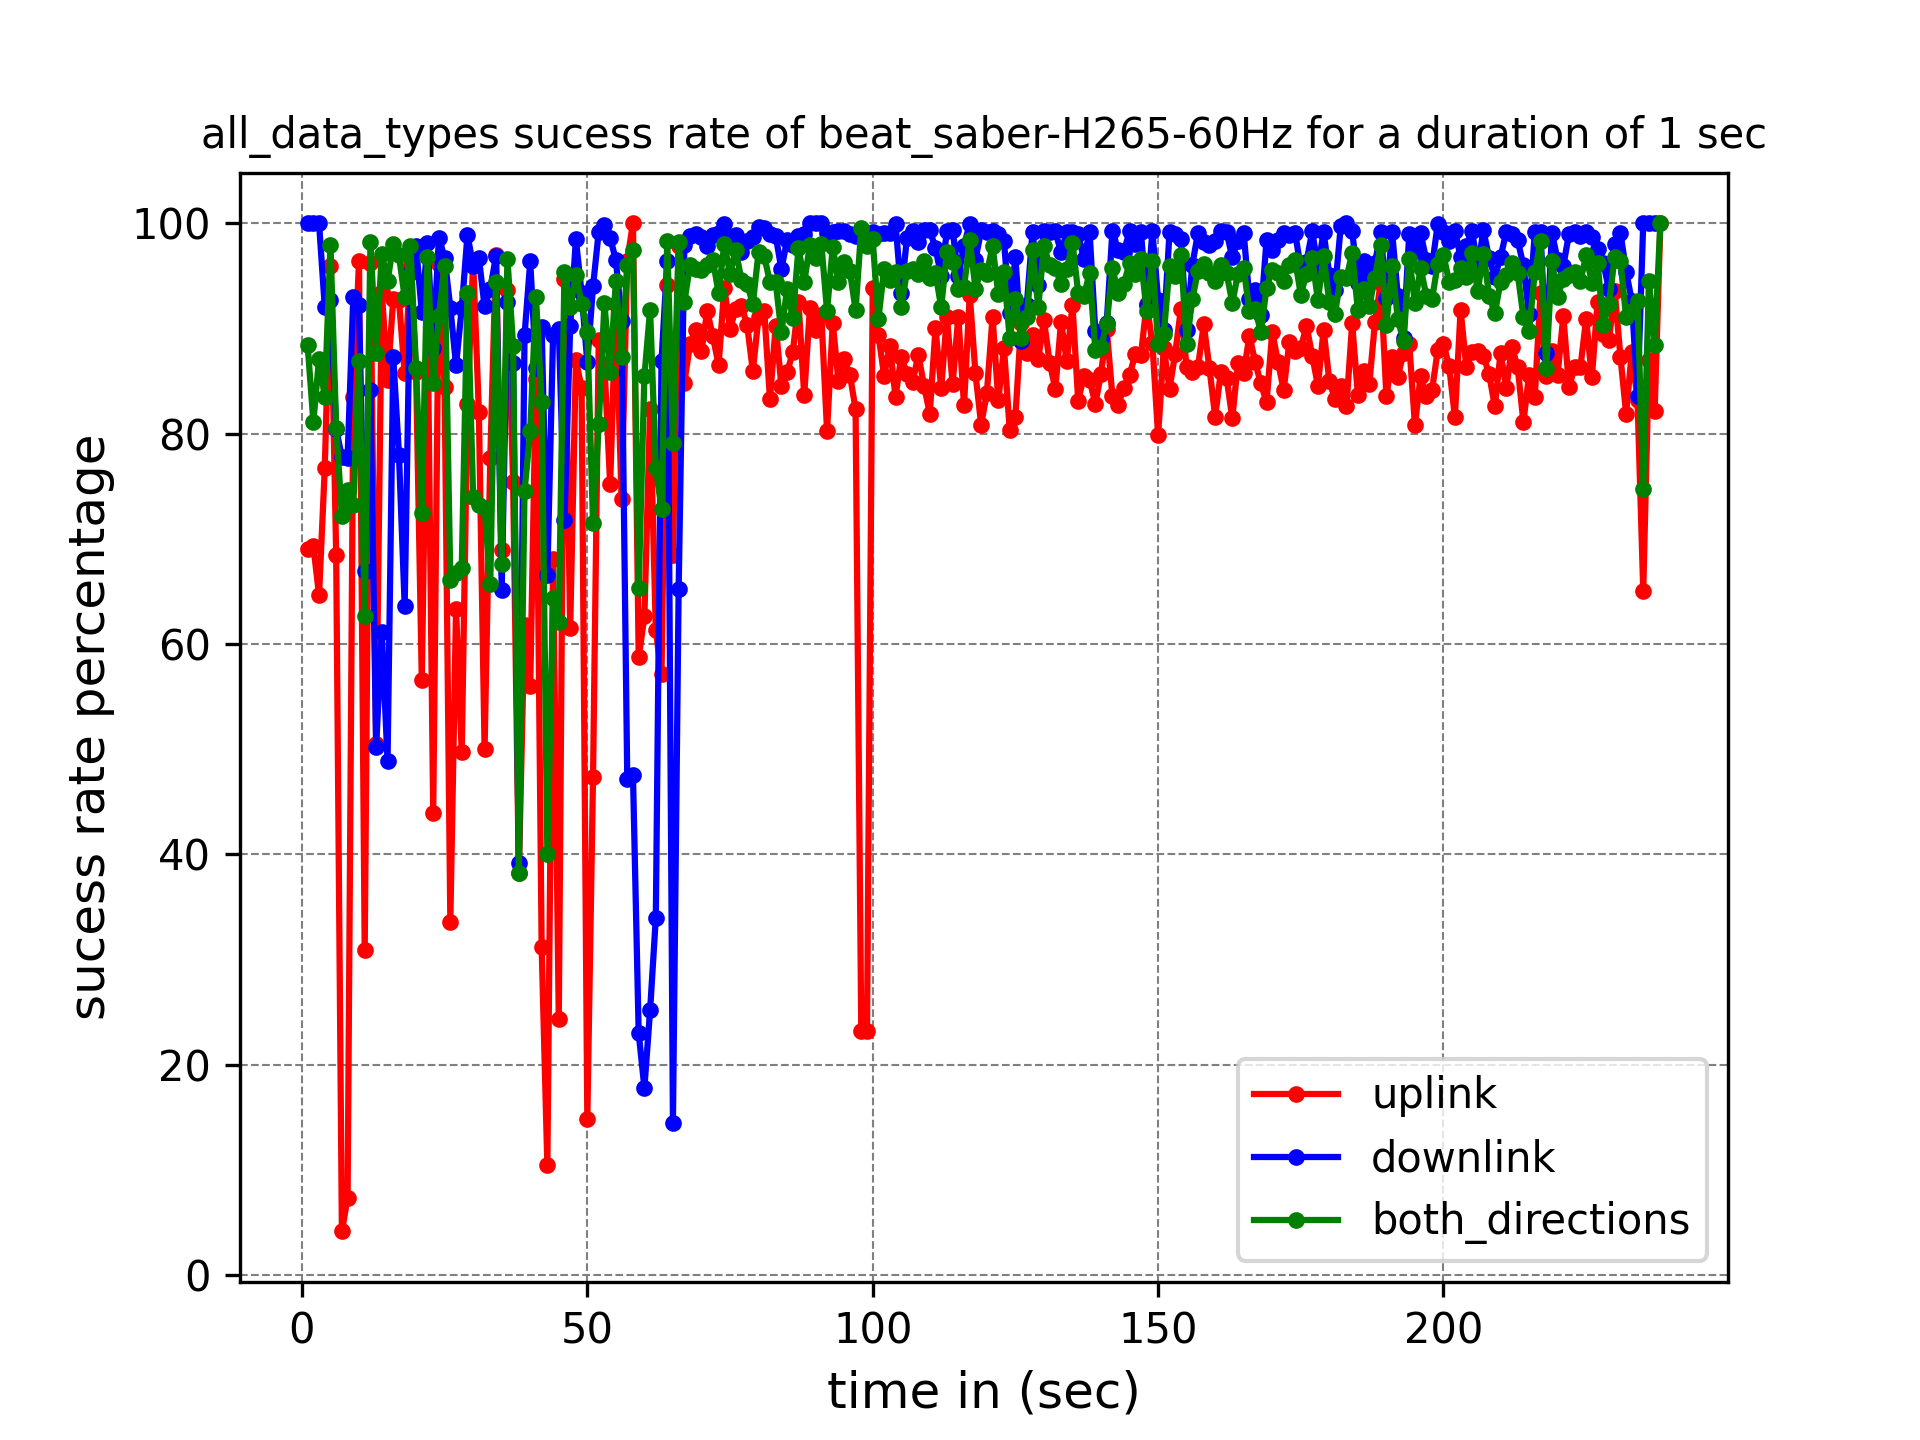 all_data_types sucess rate of beat_saber-H265-60Hz for a duration of 1 sec
sucess rate percentage
100
80
60
40
20
0
0 50 100 150 200
time in (sec)
uplink
downlink
both_directions